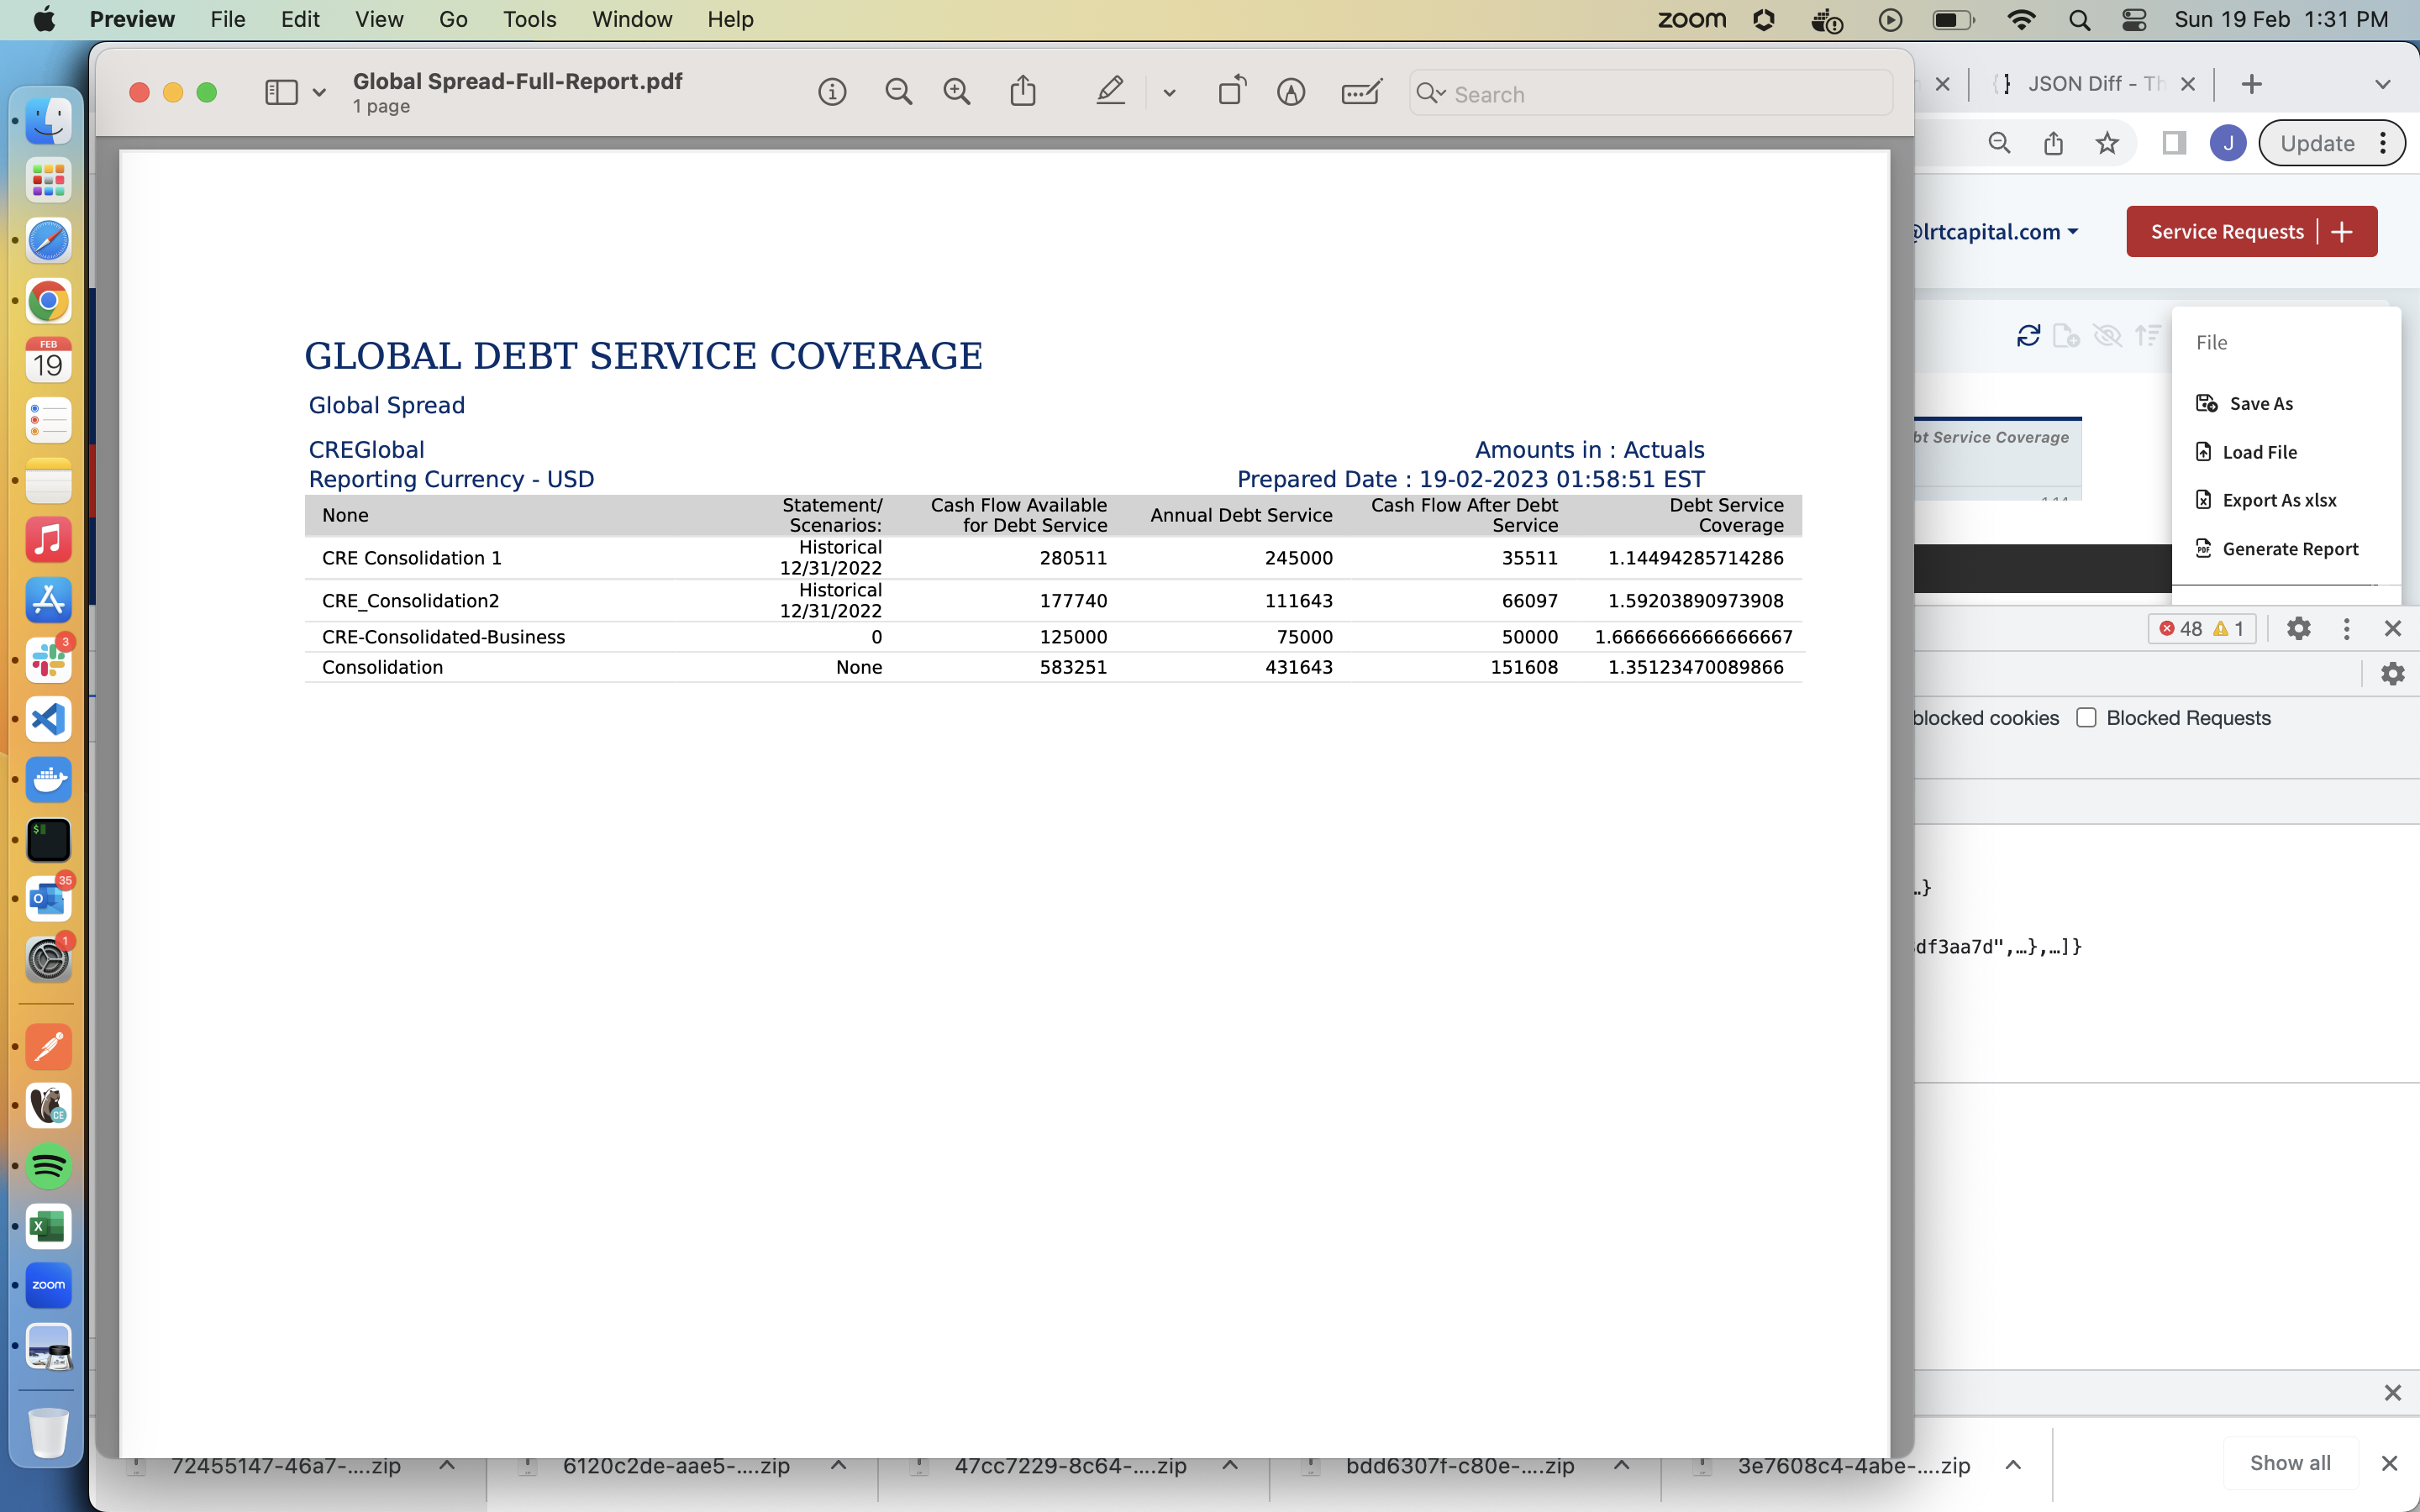 Preview File Edit View Go Tools Window Help zoom Sun 19 Feb 1:31 PM
Global Spread-Full-Report.pdf
1 page
Search
JSON Diff - Th
J Update
@lrtcapital.com Service Requests
File
Save As
Load File
Export As xlsx
Generate Report
bt Service Coverage
GLOBAL DEBT SERVICE COVERAGE
Global Spread
CREGlobal Amounts in : Actuals
Reporting Currency - USD Prepared Date : 19-02-2023 01:58:51 EST
None Statement/ Scenarios: Cash Flow Available for Debt Service Annual Debt Service Cash Flow After Debt Service Debt Service Coverage
CRE Consolidation 1 Historical 12/31/2022 280511 245000 35511 1.14494285714286
CRE_Consolidation2 Historical 12/31/2022 177740 111643 66097 1.59203890973908
CRE-Consolidated-Business 0 125000 75000 50000 1.6666666666666667
Consolidation None 583251 431643 151608 1.35123470089866
48 1
blocked cookies Blocked Requests
…}
df3aa7d",…},…]}
FEB
19
3
35
1
CE
zoom
72455147-46a7-....zip 6120c2de-aae5-....zip 47cc7229-8c64-....zip bdd6307f-c80e-....zip 3e7608c4-4abe-....zip Show all